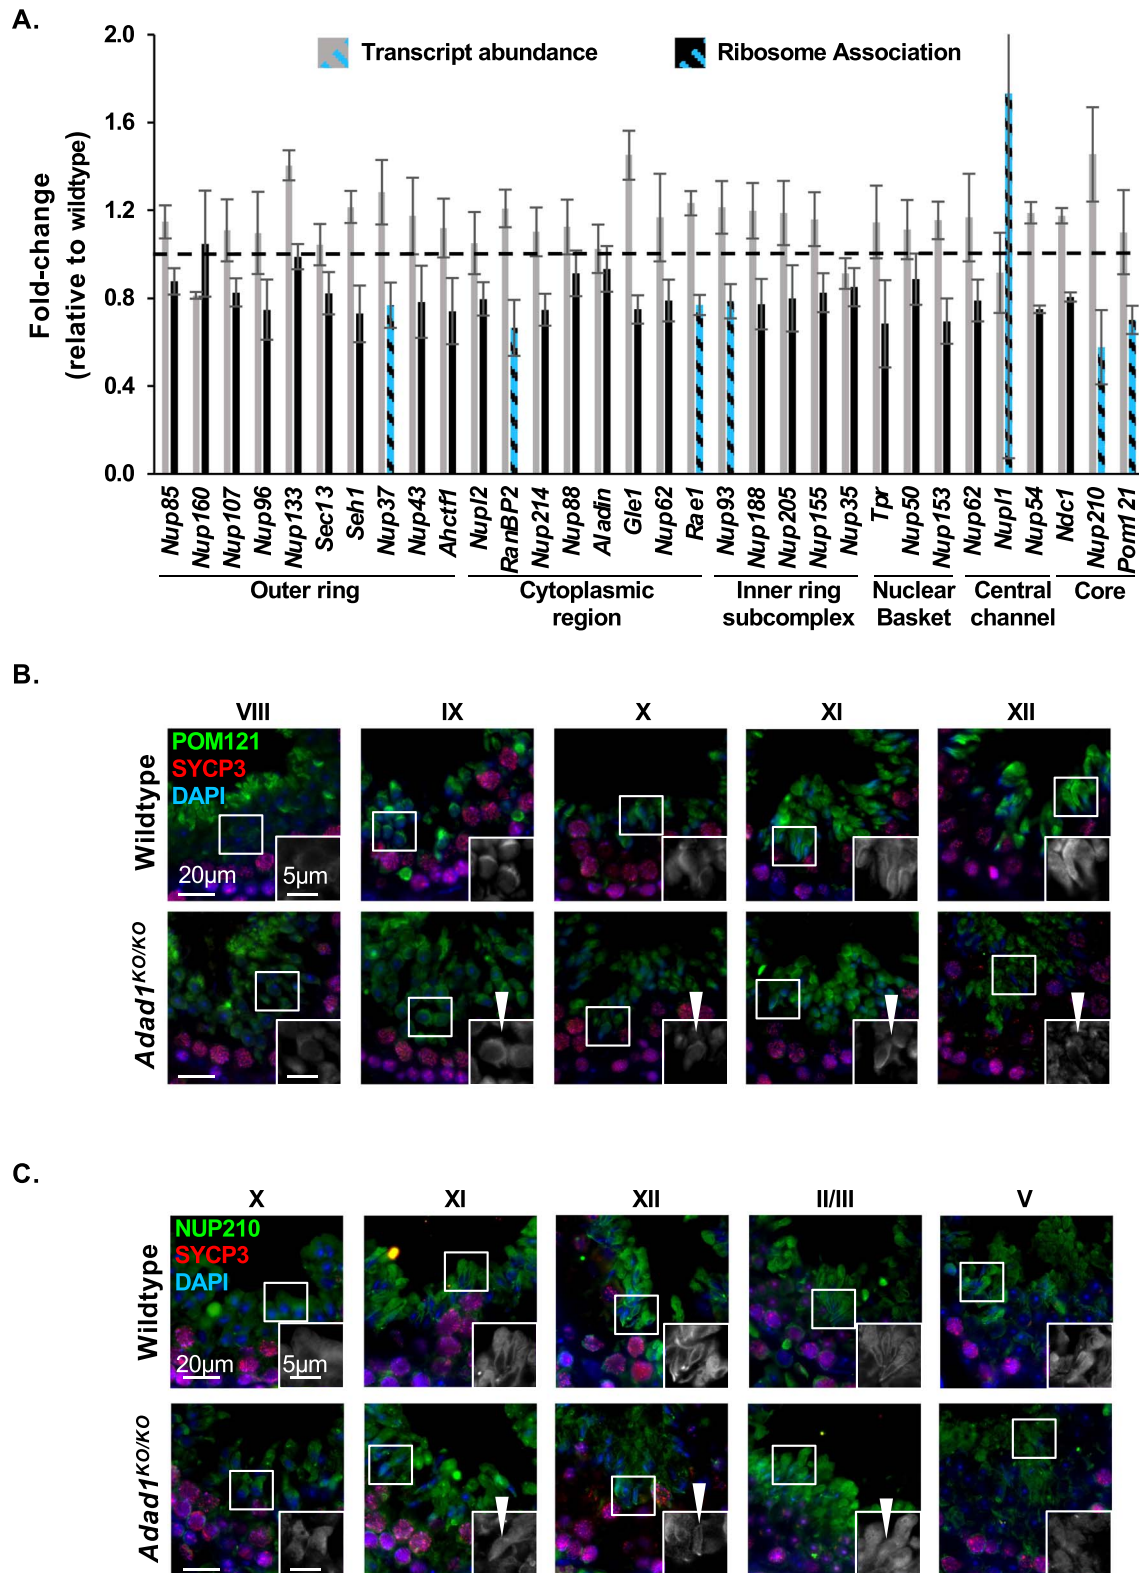 A.
2.0
1.6
1.2
0.8
0.4
0.0
Fold-change
(relative to wildtype)
Transcript abundance
Ribosome Association
Nup85
Nup160
Nup107
Nup96
Nup133
Sec13
Seh1
Nup37
Nup43
Ahctf1
Nupl2
RanBP2
Nup214
Nup88
Aladin
Gle1
Nup62
Rae1
Nup93
Nup188
Nup205
Nup155
Nup35
Tpr
Nup50
Nup153
Nup62
Nupl1
Nup54
Ndc1
Nup210
Pom121
Outer ring
Cytoplasmic
region
Inner ring
subcomplex
Nuclear
Basket
Central
channel
Core
B.
VIII IX X XI XII
Wildtype
POM121
SYCP3
DAPI
20µm 5µm
Adad1KO/KO
C.
X XI XII II/III V
Wildtype
NUP210
SYCP3
DAPI
20µm 5µm
Adad1KO/KO